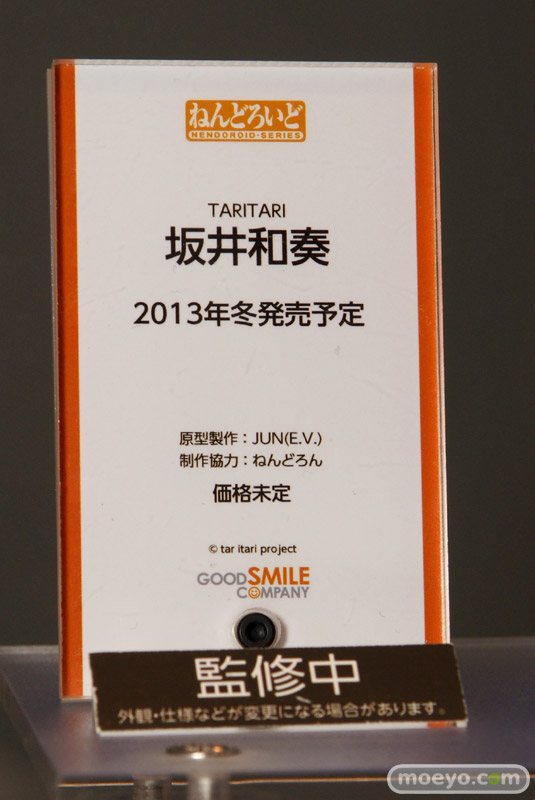 ねんどろいど
NENDOROID-SERIES
TARITARI
坂井和奏
2013年冬発売予定
原型製作：JUN(E.V.)
制作協力：ねんどろん
価格未定
© tar itari project
GOOD SMILE
COMPANY
監修中
外観・仕様などが変更になる場合があります。
moeyo.com